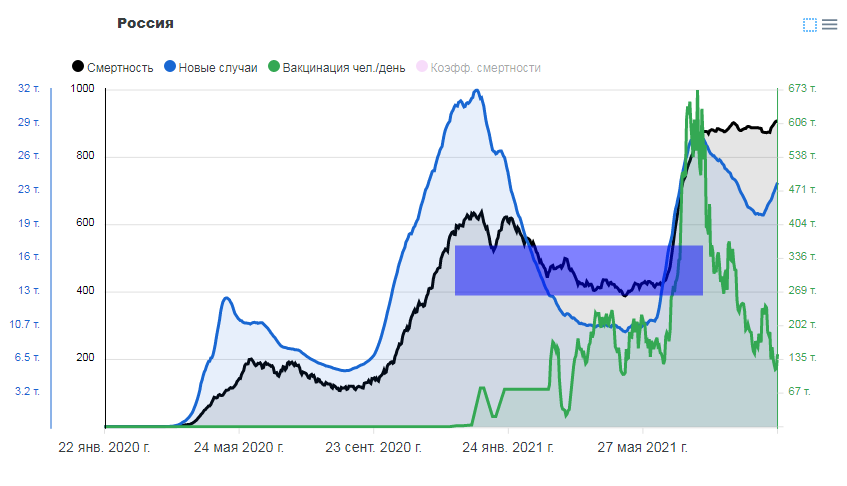 Россия
Смертность Новые случаи Вакцинация чел./день Коэфф. смертности
32 т. 1000 673 т.
29 т. 606 т.
26 т. 800 538 т.
23 т. 471 т.
19 т. 600 404 т.
16 т. 336 т.
13 т. 400 269 т.
10.7 т. 202 т.
6.5 т. 200 135 т.
3.2 т. 67 т.
22 янв. 2020 г. 24 мая 2020 г. 23 сент. 2020 г. 24 янв. 2021 г. 27 мая 2021 г.